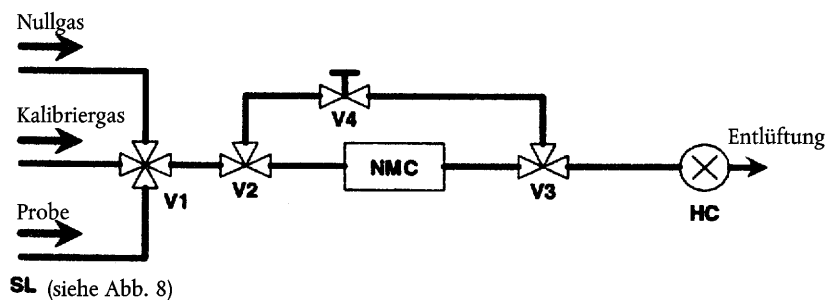 Nullgas
Kalibriergas
Probe
SL (siehe Abb. 8)
V1
V2
V4
NMC
V3
HC
Entlüftung